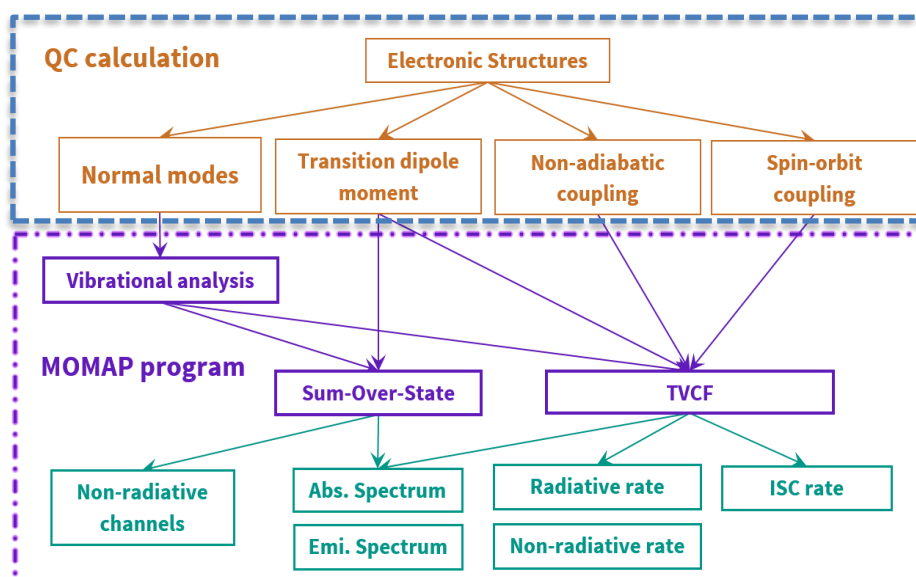 QC calculation
Electronic Structures
Normal modes
Transition dipole
moment
Non-adiabatic
coupling
Spin-orbit
coupling
Vibrational analysis
MOMAP program
Sum-Over-State
TVCF
Non-radiative
channels
Abs. Spectrum
Radiative rate
ISC rate
Emi. Spectrum
Non-radiative rate